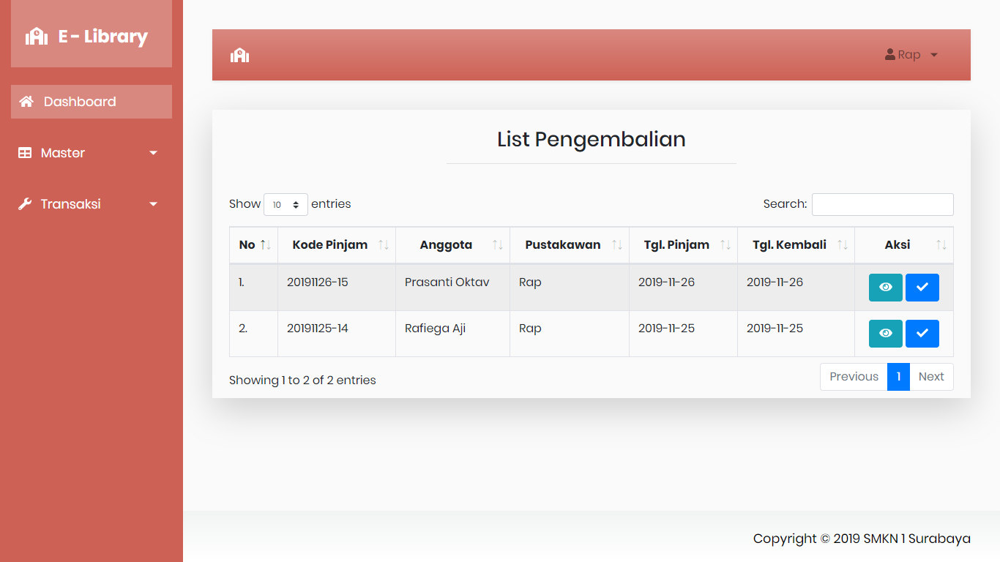 E - Library
Rap
Dashboard
Master
Transaksi
List Pengembalian
Show 10 entries Search:
No Kode Pinjam Anggota Pustakawan Tgl. Pinjam Tgl. Kembali Aksi
1. 20191126-15 Prasanti Oktav Rap 2019-11-26 2019-11-26
2. 20191125-14 Rafiega Aji Rap 2019-11-25 2019-11-25
Showing 1 to 2 of 2 entries Previous 1 Next
Copyright © 2019 SMKN 1 Surabaya